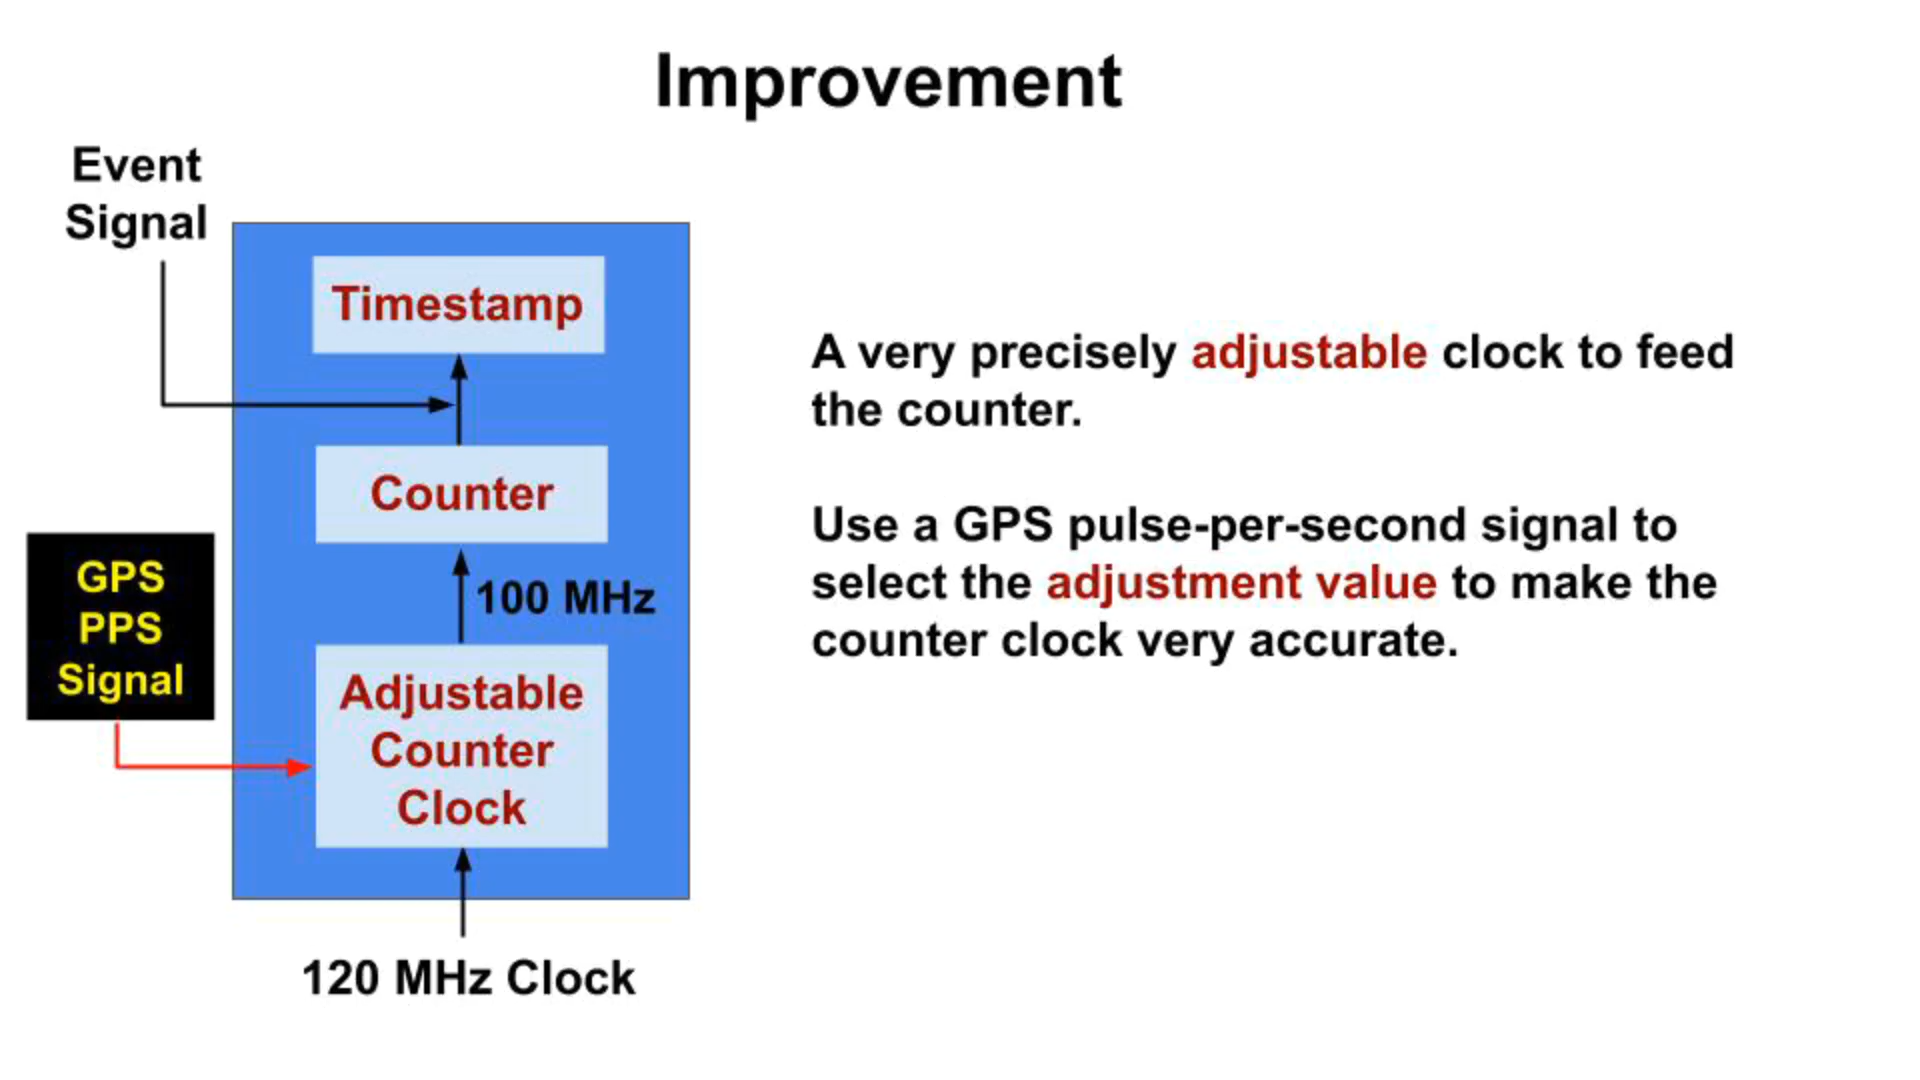 Improvement
Event
Signal
Timestamp
Counter
GPS
PPS
Signal
100 MHz
Adjustable
Counter
Clock
120 MHz Clock
A very precisely adjustable clock to feed
the counter.
Use a GPS pulse-per-second signal to
select the adjustment value to make the
counter clock very accurate.